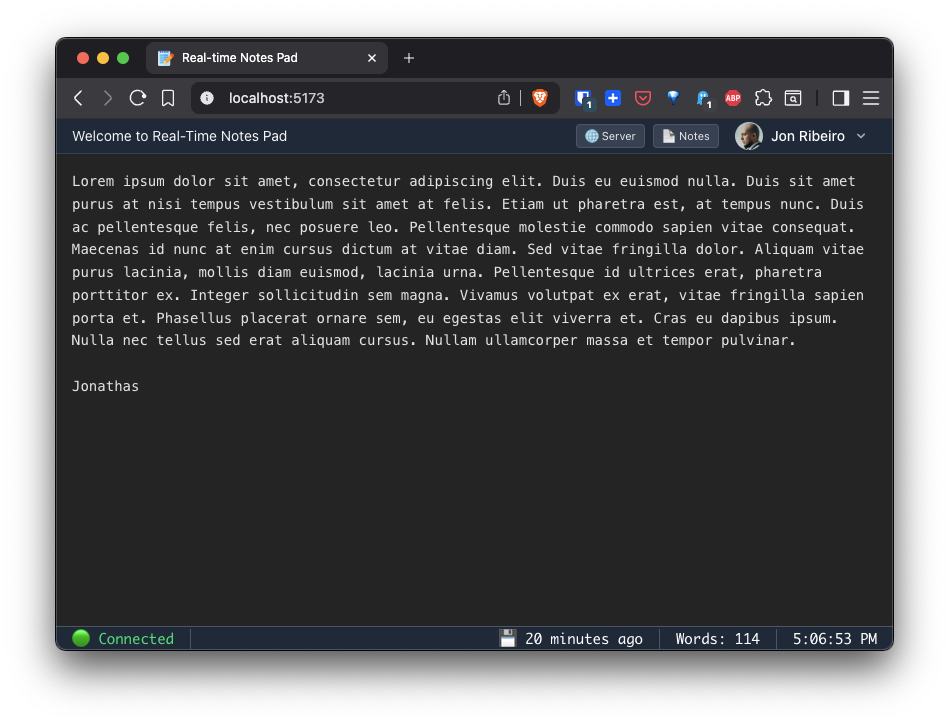 Real-time Notes Pad
localhost:5173
1
1
ABP
Welcome to Real-Time Notes Pad
Server
Notes
Jon Ribeiro
Lorem ipsum dolor sit amet, consectetur adipiscing elit. Duis eu euismod nulla. Duis sit amet
purus at nisi tempus vestibulum sit amet at felis. Etiam ut pharetra est, at tempus nunc. Duis
ac pellentesque felis, nec posuere leo. Pellentesque molestie commodo sapien vitae consequat.
Maecenas id nunc at enim cursus dictum at vitae diam. Sed vitae fringilla dolor. Aliquam vitae
purus lacinia, mollis diam euismod, lacinia urna. Pellentesque id ultrices erat, pharetra
porttitor ex. Integer sollicitudin sem magna. Vivamus volutpat ex erat, vitae fringilla sapien
porta et. Phasellus placerat ornare sem, eu egestas elit viverra et. Cras eu dapibus ipsum.
Nulla nec tellus sed erat aliquam cursus. Nullam ullamcorper massa et tempor pulvinar.
Jonathas
Connected
20 minutes ago
Words: 114
5:06:53 PM